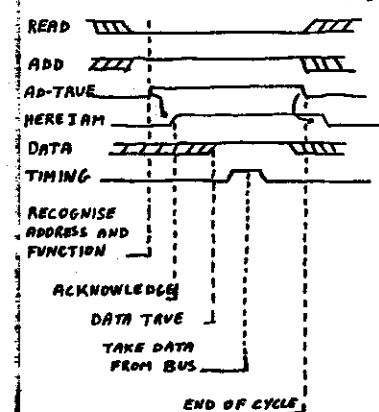 READ
ADD
AD-TRUE
HERE I AM
DATA
TIMING
RECOGNISE
ADDRESS AND
FUNCTION
ACKNOWLEDGE
DATA TRUE
TAKE DATA
FROM BUS
END OF CYCLE